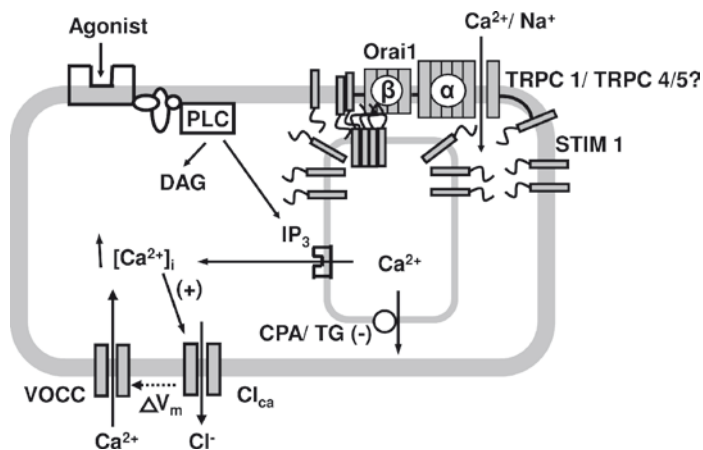 Agonist
Ca²⁺/ Na⁺
Orai1
β
α
TRPC 1/ TRPC 4/5?
PLC
STIM 1
DAG
IP₃
[Ca²⁺]ᵢ
Ca²⁺
(+)
CPA/ TG (-)
VOCC
ΔVₘ
Cl_ca
Ca²⁺
Cl⁻